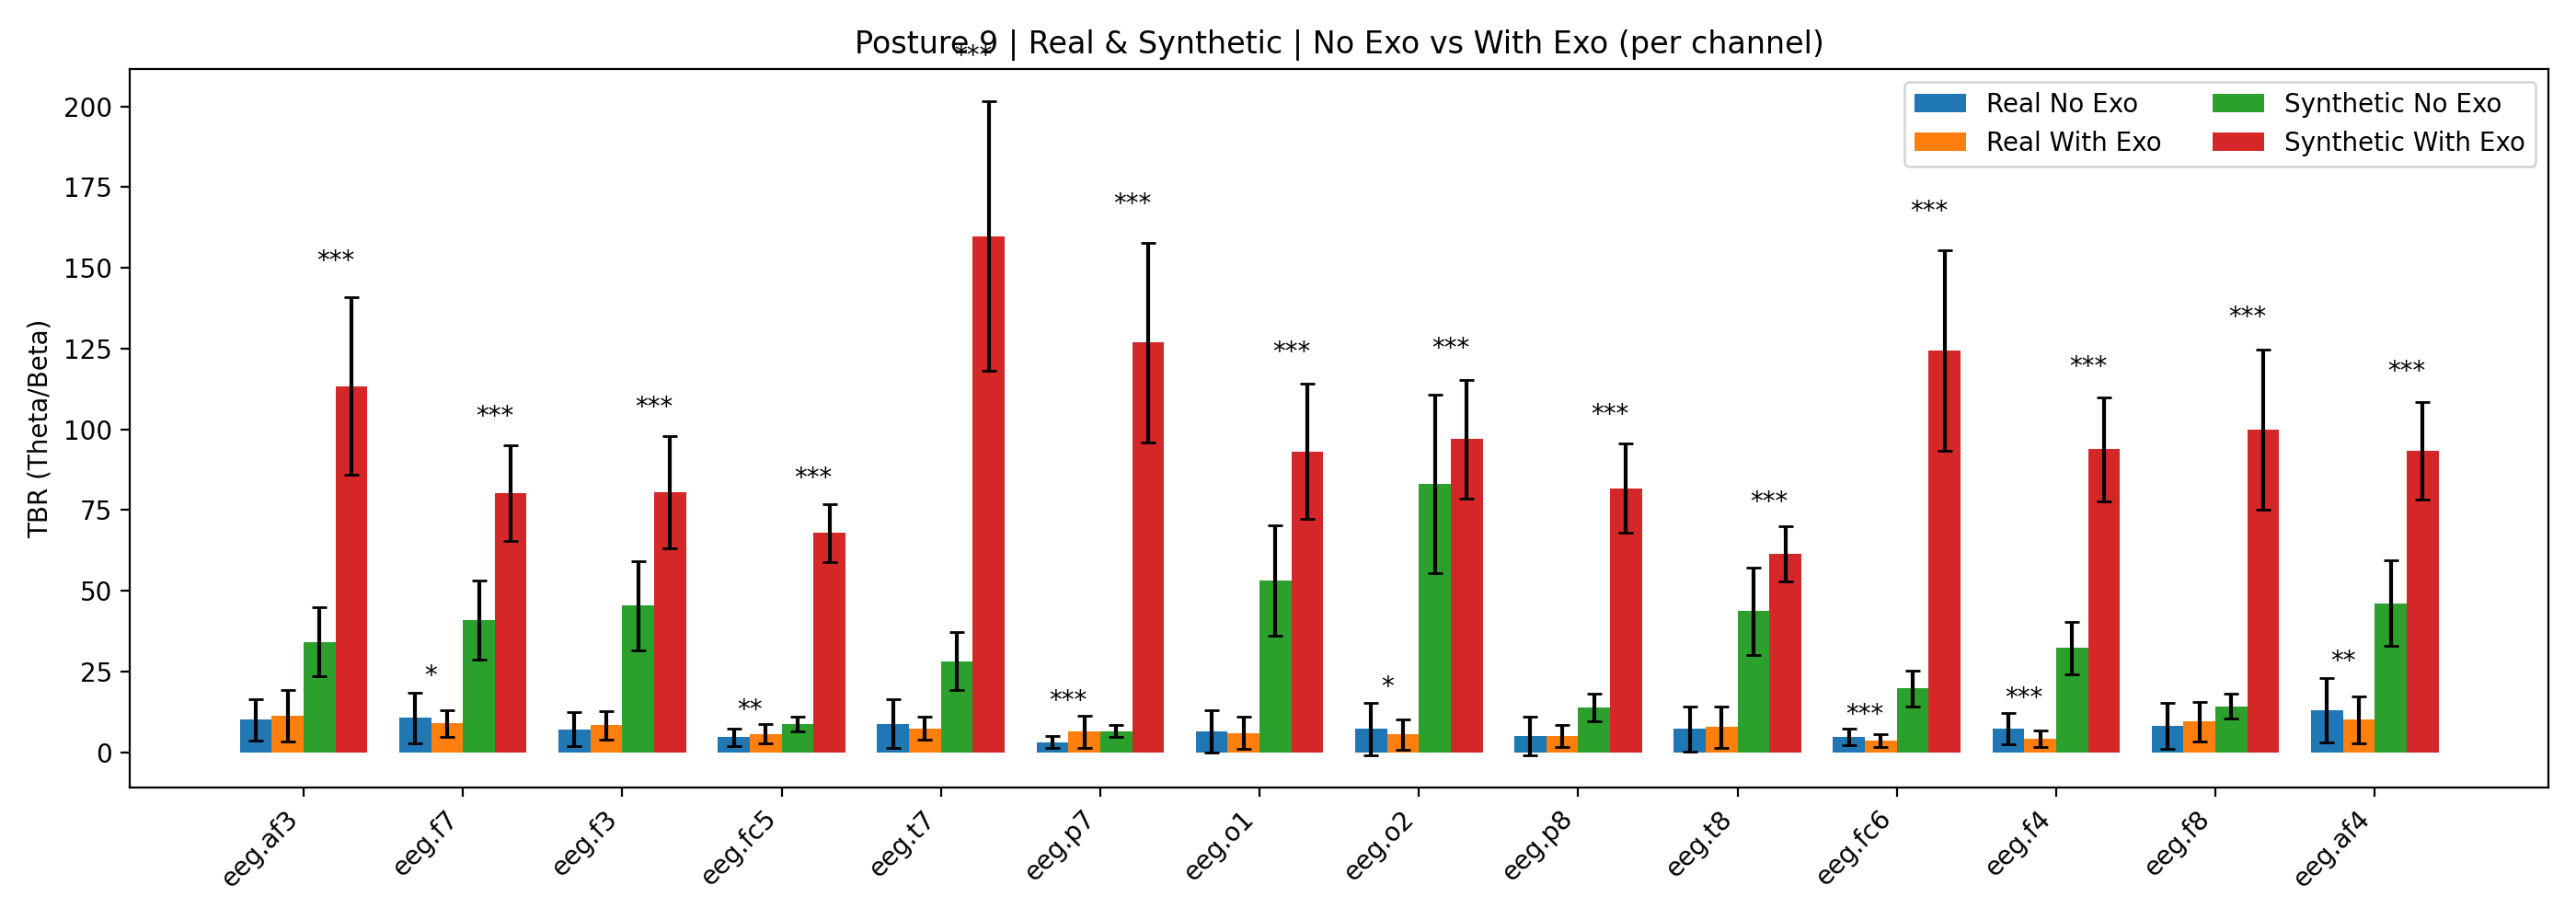 Posture 9 | Real & Synthetic | No Exo vs With Exo (per channel)
***
Real No Exo
Real With Exo
Synthetic No Exo
Synthetic With Exo
TBR (Theta/Beta)
200
175
150
125
100
75
50
25
0
***
*
***
***
**
***
***
***
***
*
***
***
***
***
***
***
***
***
**
***
eeg.af3
eeg.f7
eeg.f3
eeg.fc5
eeg.t7
eeg.p7
eeg.o1
eeg.o2
eeg.p8
eeg.t8
eeg.fc6
eeg.f4
eeg.f8
eeg.af4